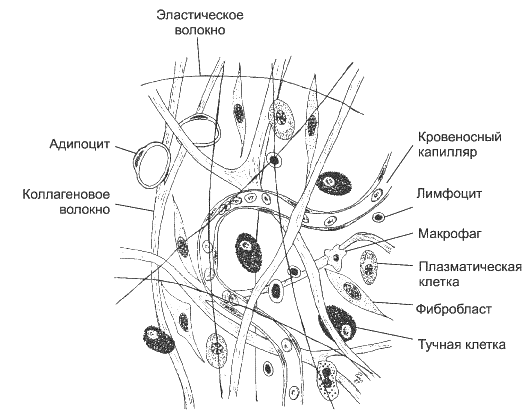 Эластическое
волокно
Адипоцит
Коллагеновое
волокно
Кровеносный
капилляр
Лимфоцит
Макрофаг
Плазматическая
клетка
Фибробласт
Тучная клетка